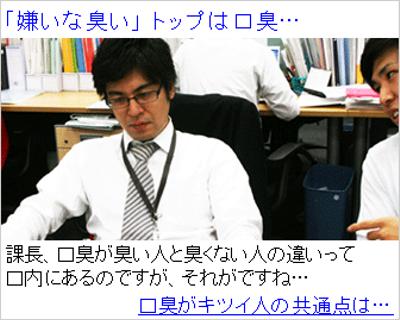 「嫌いな臭い」トップは口臭…
課長、口臭が臭い人と臭くない人の違いって
口内にあるのですが、それがですね…
口臭がキツイ人の共通点は…